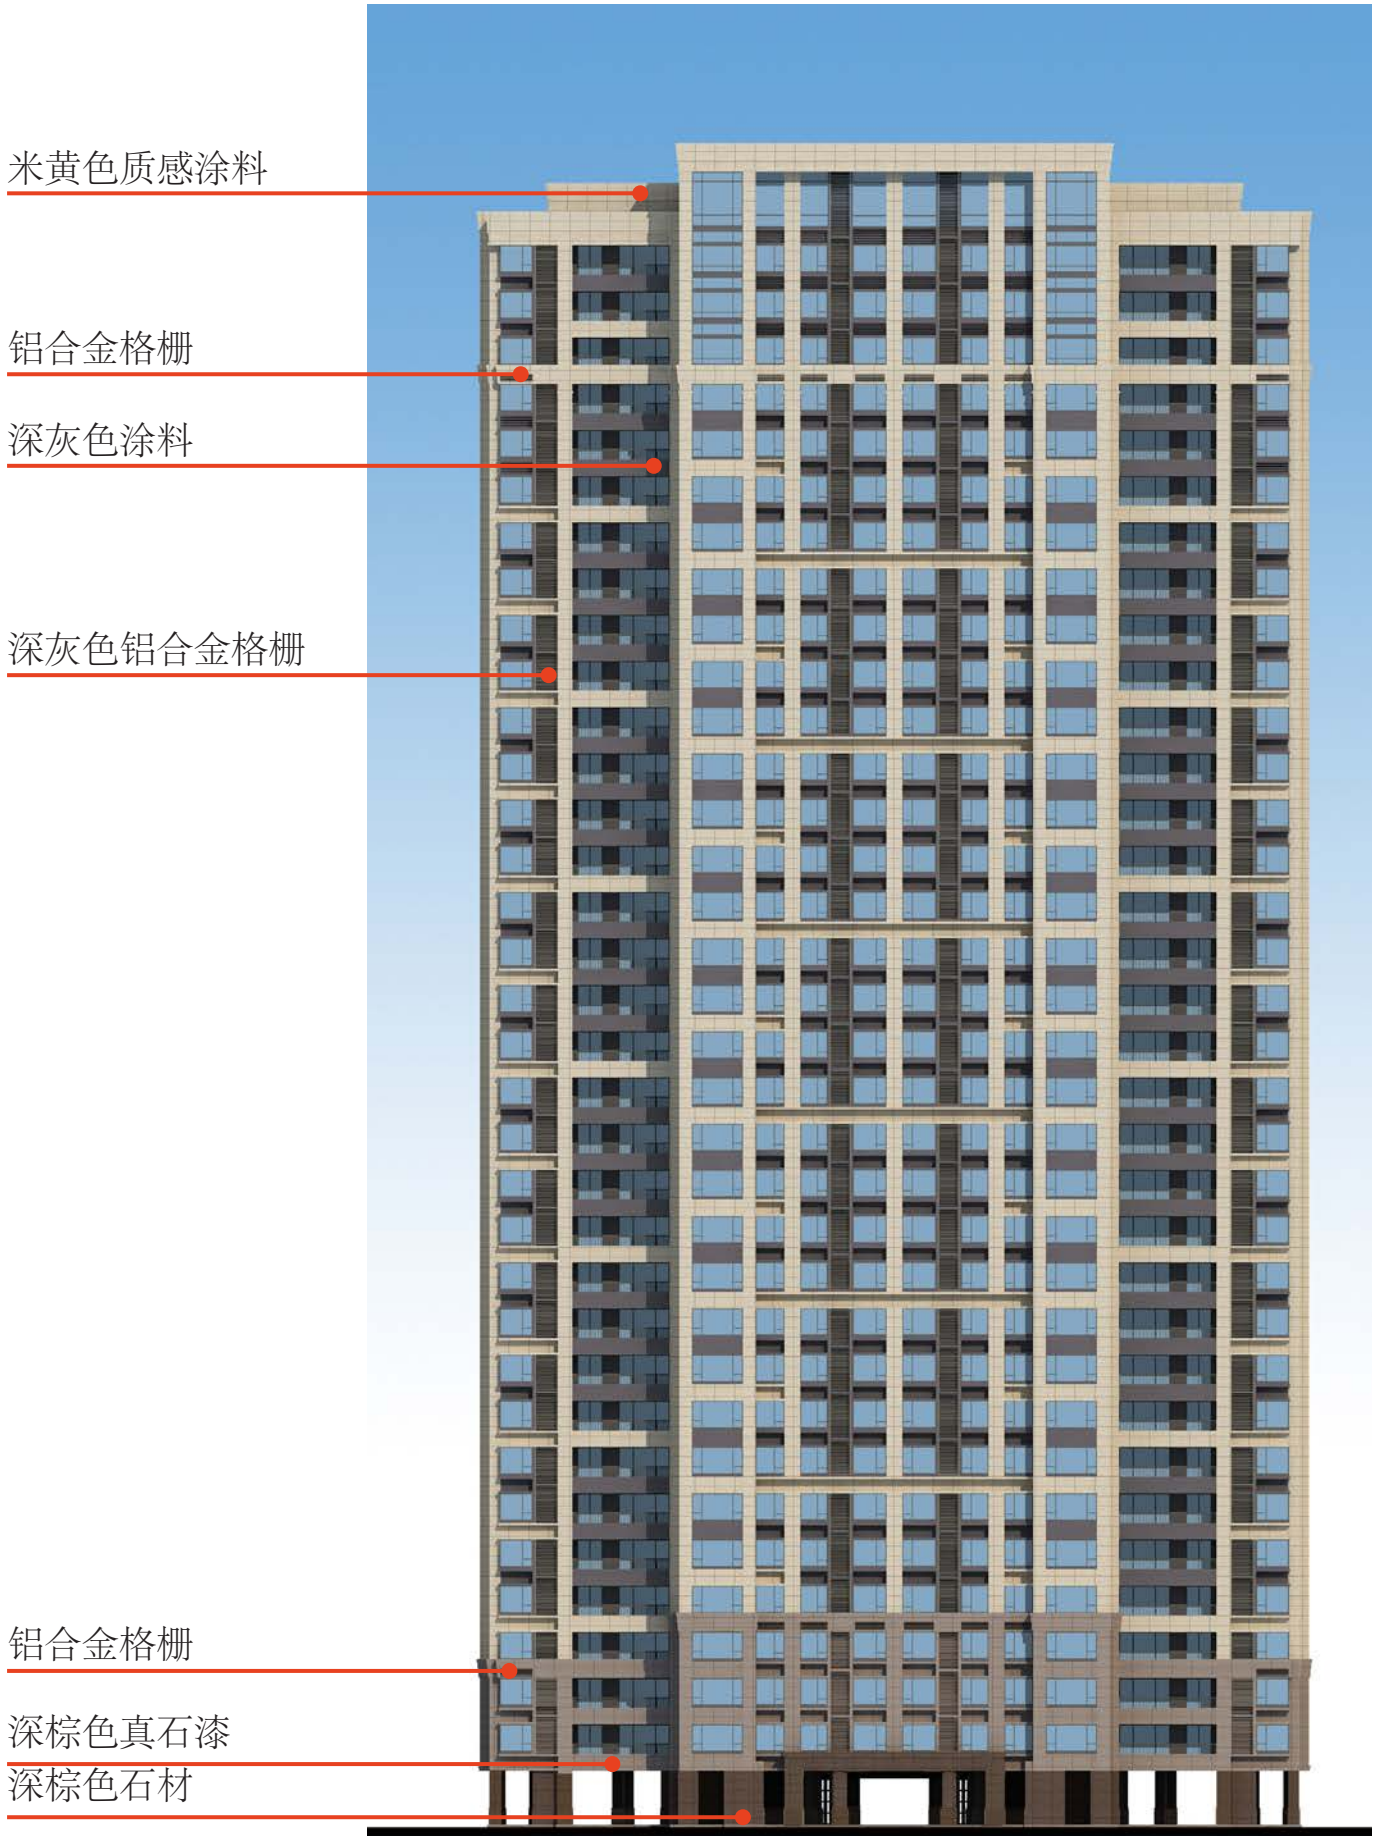 米黄色质感涂料
铝合金格栅
深灰色涂料
深灰色铝合金格栅
铝合金格栅
深棕色真石漆
深棕色石材